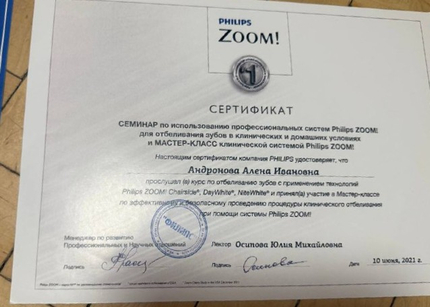 PHILIPS
ZOOM!
СЕРТИФИКАТ
СЕМИНАР по использованию профессиональных систем Philips ZOOM!
для отбеливания зубов в клинических и домашних условиях
и МАСТЕР-КЛАСС клинической системой Philips ZOOM!
Настоящим сертификатом компания PHILIPS удостоверяет, что
Андронова Алена Ивановна
прослушал (а) курс по отбеливанию зубов с применением технологий
Philips ZOOM! Chairside®, DayWhite®, NiteWhite® и принял(а) участие в Мастер-классе
по эффективному и безопасному проведению процедуры клинического отбеливания
при помощи системы Philips ZOOM!
Менеджер по развитию
Профессиональных и Научных
Лектор Осипова Юлия Михайловна
Подпись
Подпись Осипова
Дата 10 июня, 2021 г.
"ФИЛИПС"